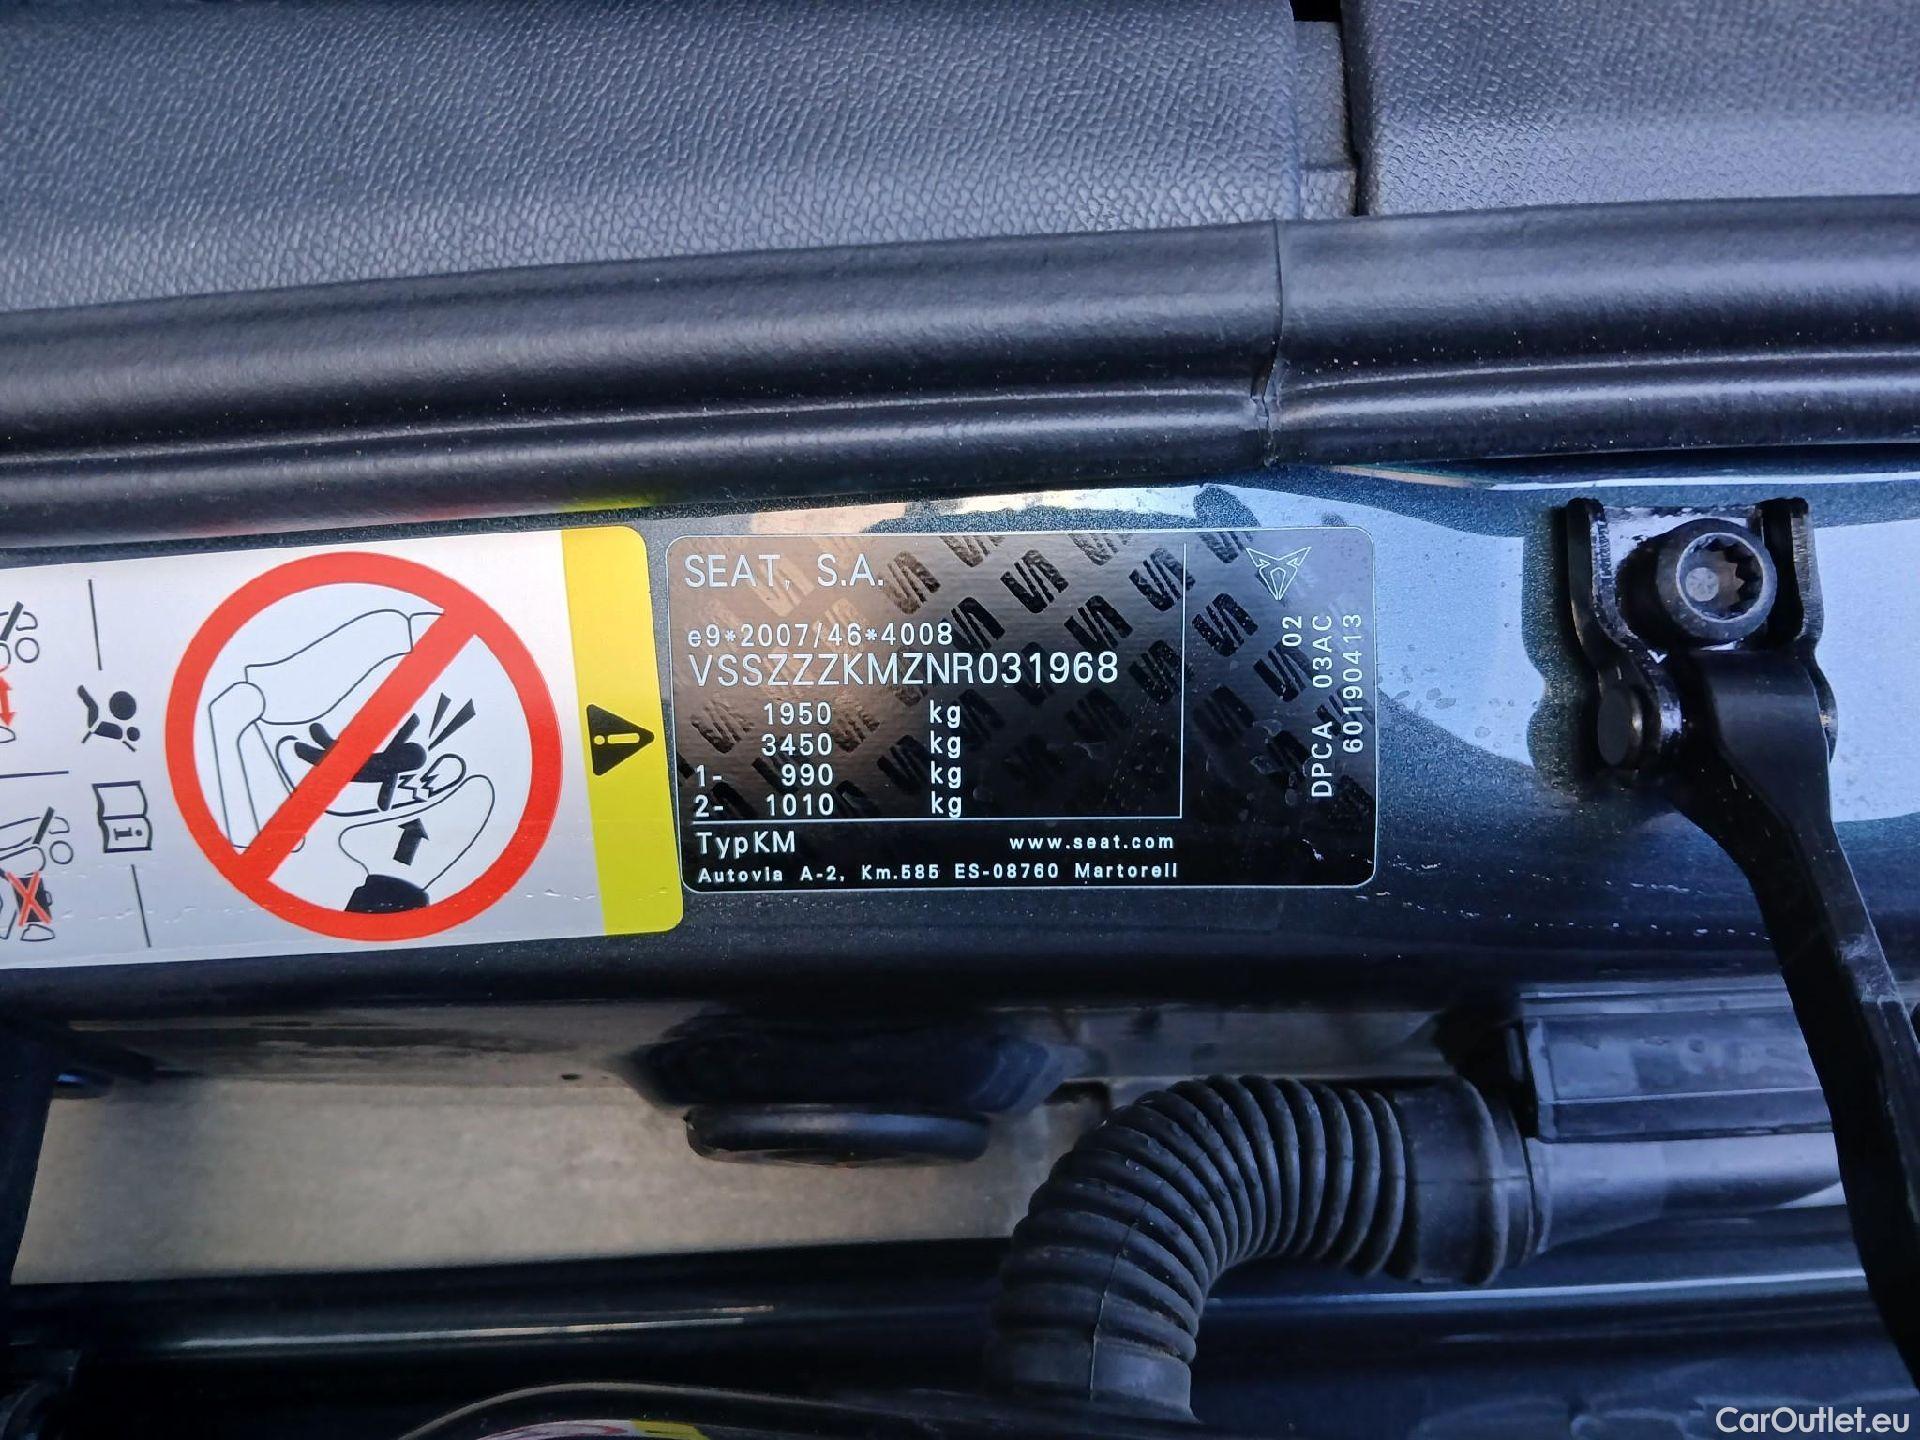 SEAT, S.A.
e9*2007/46*4008
VSSZZZKMZNR031968
1950 kg
3450 kg
1- 990 kg
2- 1010 kg
TypKM www.seat.com
Autovia A-2, Km.585 ES-08760 Martorell
02
DPCA 03AC
60190413
CarOutlet.eu